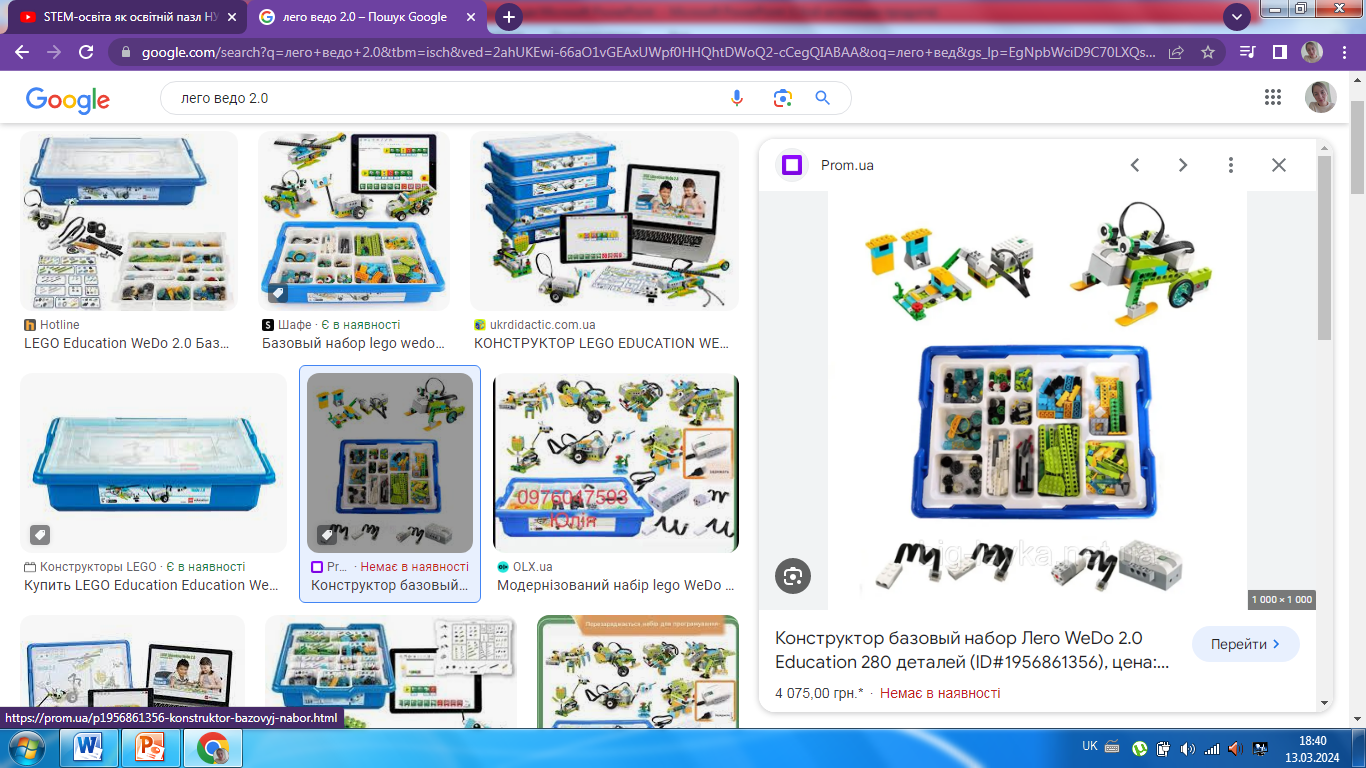 STEM-освіта як освітній пазл НУ
лего ведо 2.0 – Пошук Google
google.com/search?q=лего+ведо+2.0&tbm=isch&ved=2ahUKEwi-66aO1vGEAxUWpf0HHQhtDWoQ2-cCegQIABAA&oq=лего+вед&gs_lp=EgNpbWciD9C70LXQs...
Google
лего ведо 2.0
Hotline
LEGO Education WeDo 2.0 Баз...
Шафе · Є в наявності
Базовый набор lego wedo...
ukrdidactic.com.ua
КОНСТРУКТОР LEGO EDUCATION WE...
Конструкторы LEGO · Є в наявності
Купить LEGO Education Education We...
Pr... · Немає в наявності
Конструктор базовый...
0976047593
Юлія
OLX.ua
Модернізований набір lego WeDo ...
Перезаряджається набір для програмування
Prom.ua
1 000 × 1 000
Конструктор базовый набор Лего WeDo 2.0
Education 280 деталей (ID#1956861356), цена:...
Перейти
4 075,00 грн.* · Немає в наявності
https://prom.ua/p1956861356-konstruktor-bazovyj-nabor.html
UK
18:40
13.03.2024